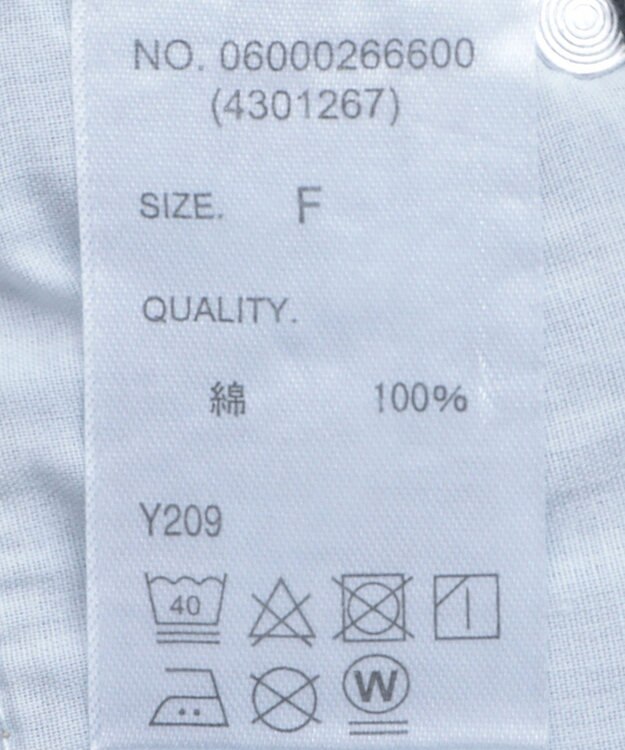 NO. 06000266600
(4301267)
SIZE. F
QUALITY.
綿 100%
Y209
40
W